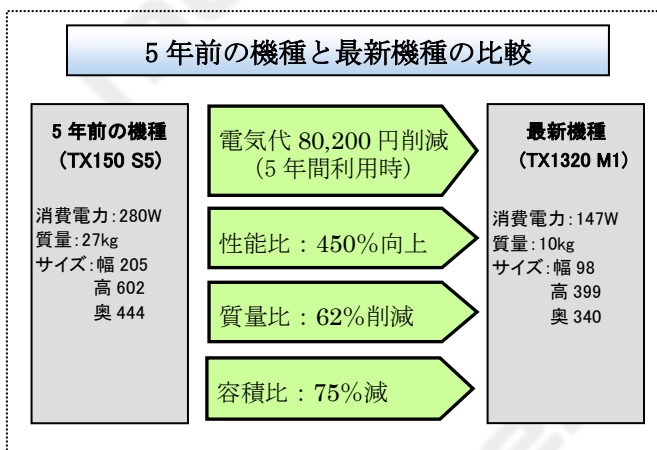 5 年前の機種と最新機種の比較
5 年前の機種
(TX150 S5)
消費電力:280W
質量:27kg
サイズ:幅 205
高 602
奥 444
電気代 80,200 円削減
(5 年間利用時)
性能比:450%向上
質量比:62%削減
容積比:75%減
最新機種
(TX1320 M1)
消費電力:147W
質量:10kg
サイズ:幅 98
高 399
奥 340